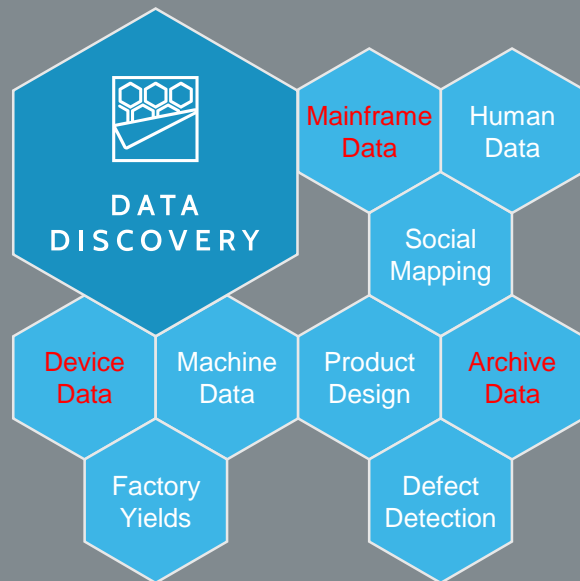 DATA
DISCOVERY
Mainframe
Data
Human
Data
Social
Mapping
Device
Data
Machine
Data
Product
Design
Archive
Data
Factory
Yields
Defect
Detection